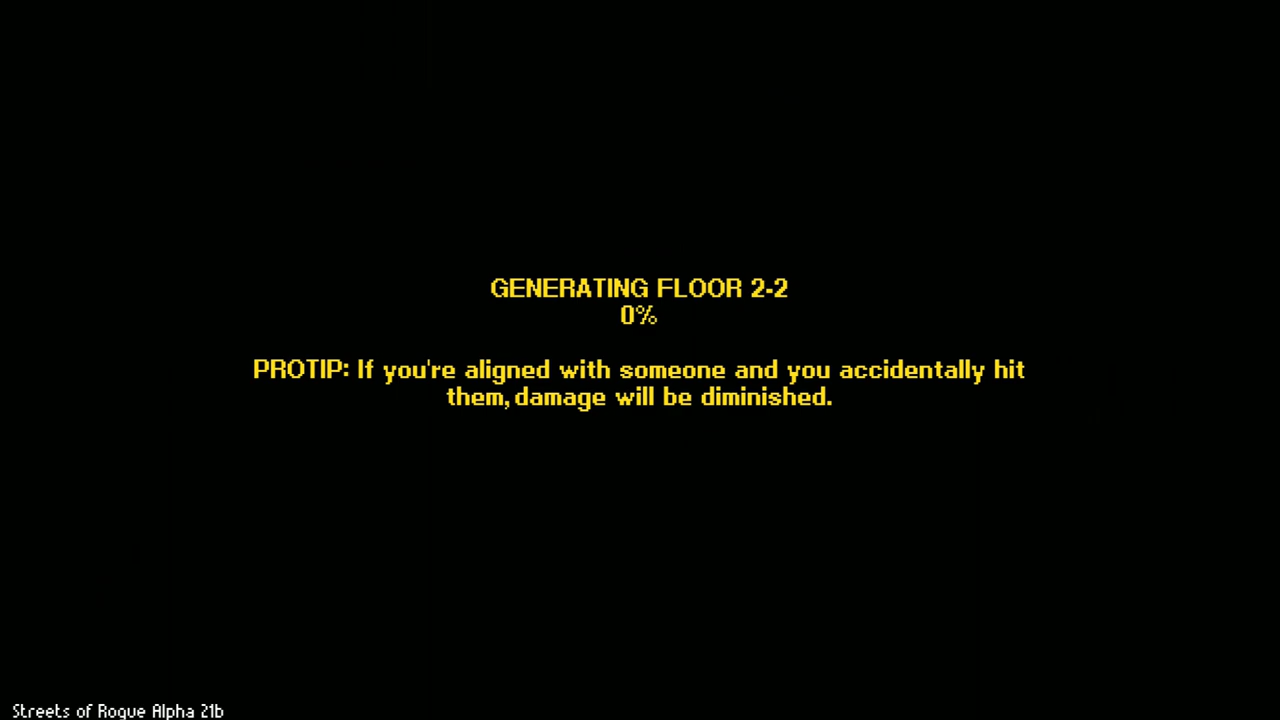 GENERATING FLOOR 2-2
0%
PROTIP: If you're aligned with someone and you accidentally hit
them, damage will be diminished.
Streets of Rogue Alpha 21b